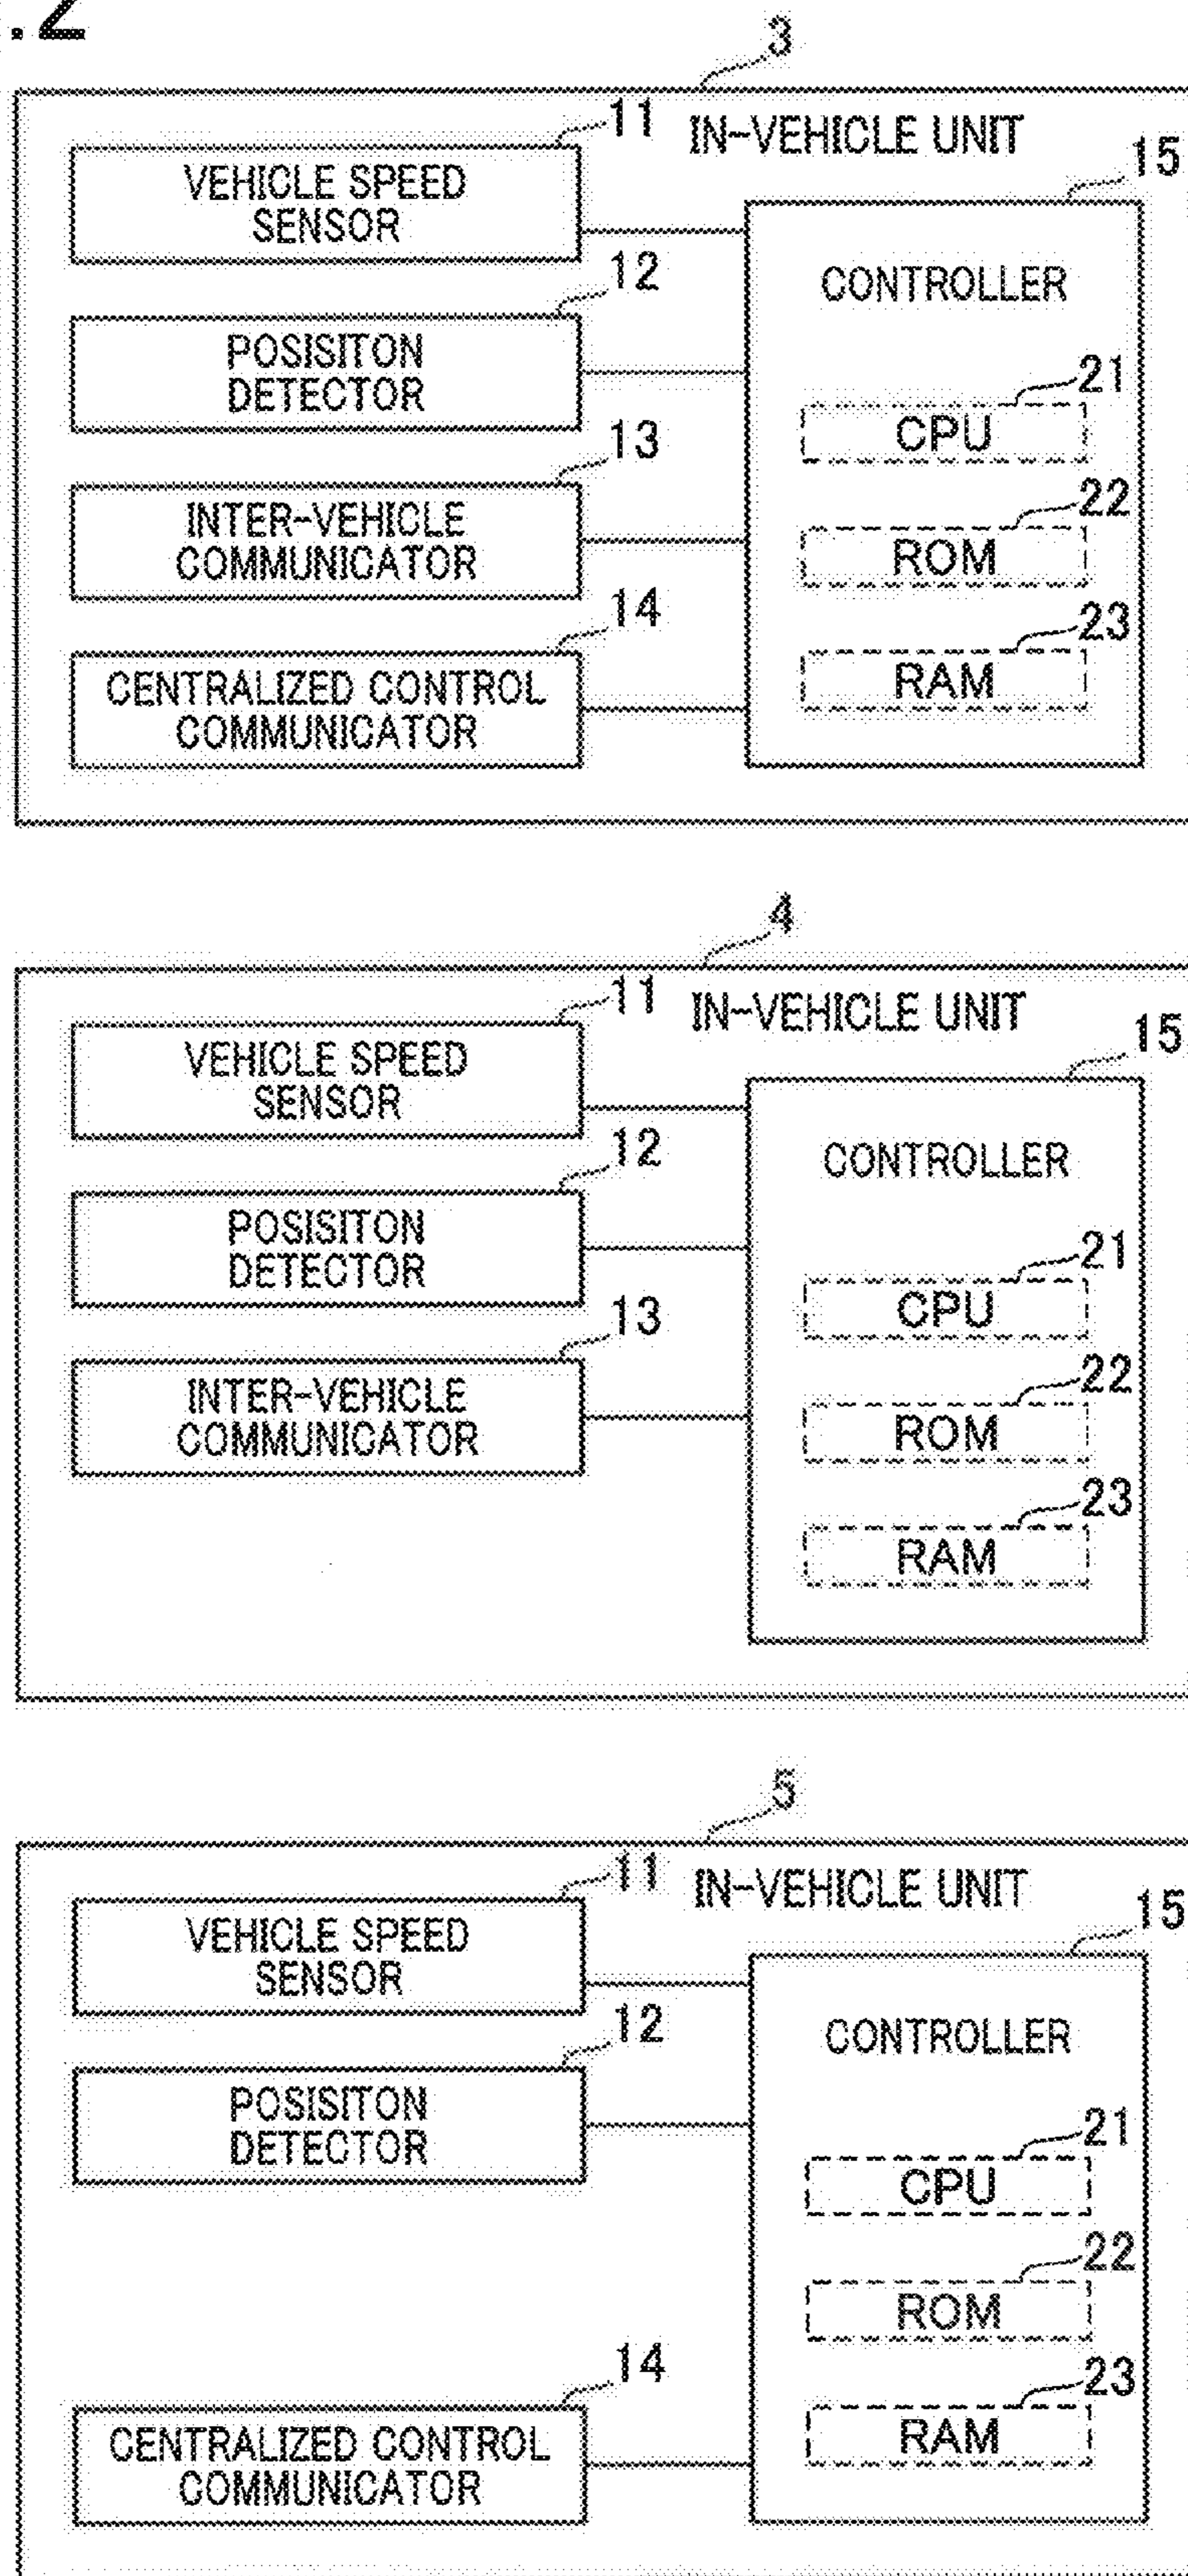 .2
3
IN-VEHICLE UNIT
11
VEHICLE SPEED
SENSOR
12
POSISITON
DETECTOR
13
INTER-VEHICLE
COMMUNICATOR
14
CENTRALIZED CONTROL
COMMUNICATOR
15
CONTROLLER
21
CPU
22
ROM
23
RAM
4
IN-VEHICLE UNIT
11
VEHICLE SPEED
SENSOR
12
POSISITON
DETECTOR
13
INTER-VEHICLE
COMMUNICATOR
15
CONTROLLER
21
CPU
22
ROM
23
RAM
5
IN-VEHICLE UNIT
11
VEHICLE SPEED
SENSOR
12
POSISITON
DETECTOR
14
CENTRALIZED CONTROL
COMMUNICATOR
15
CONTROLLER
21
CPU
22
ROM
23
RAM